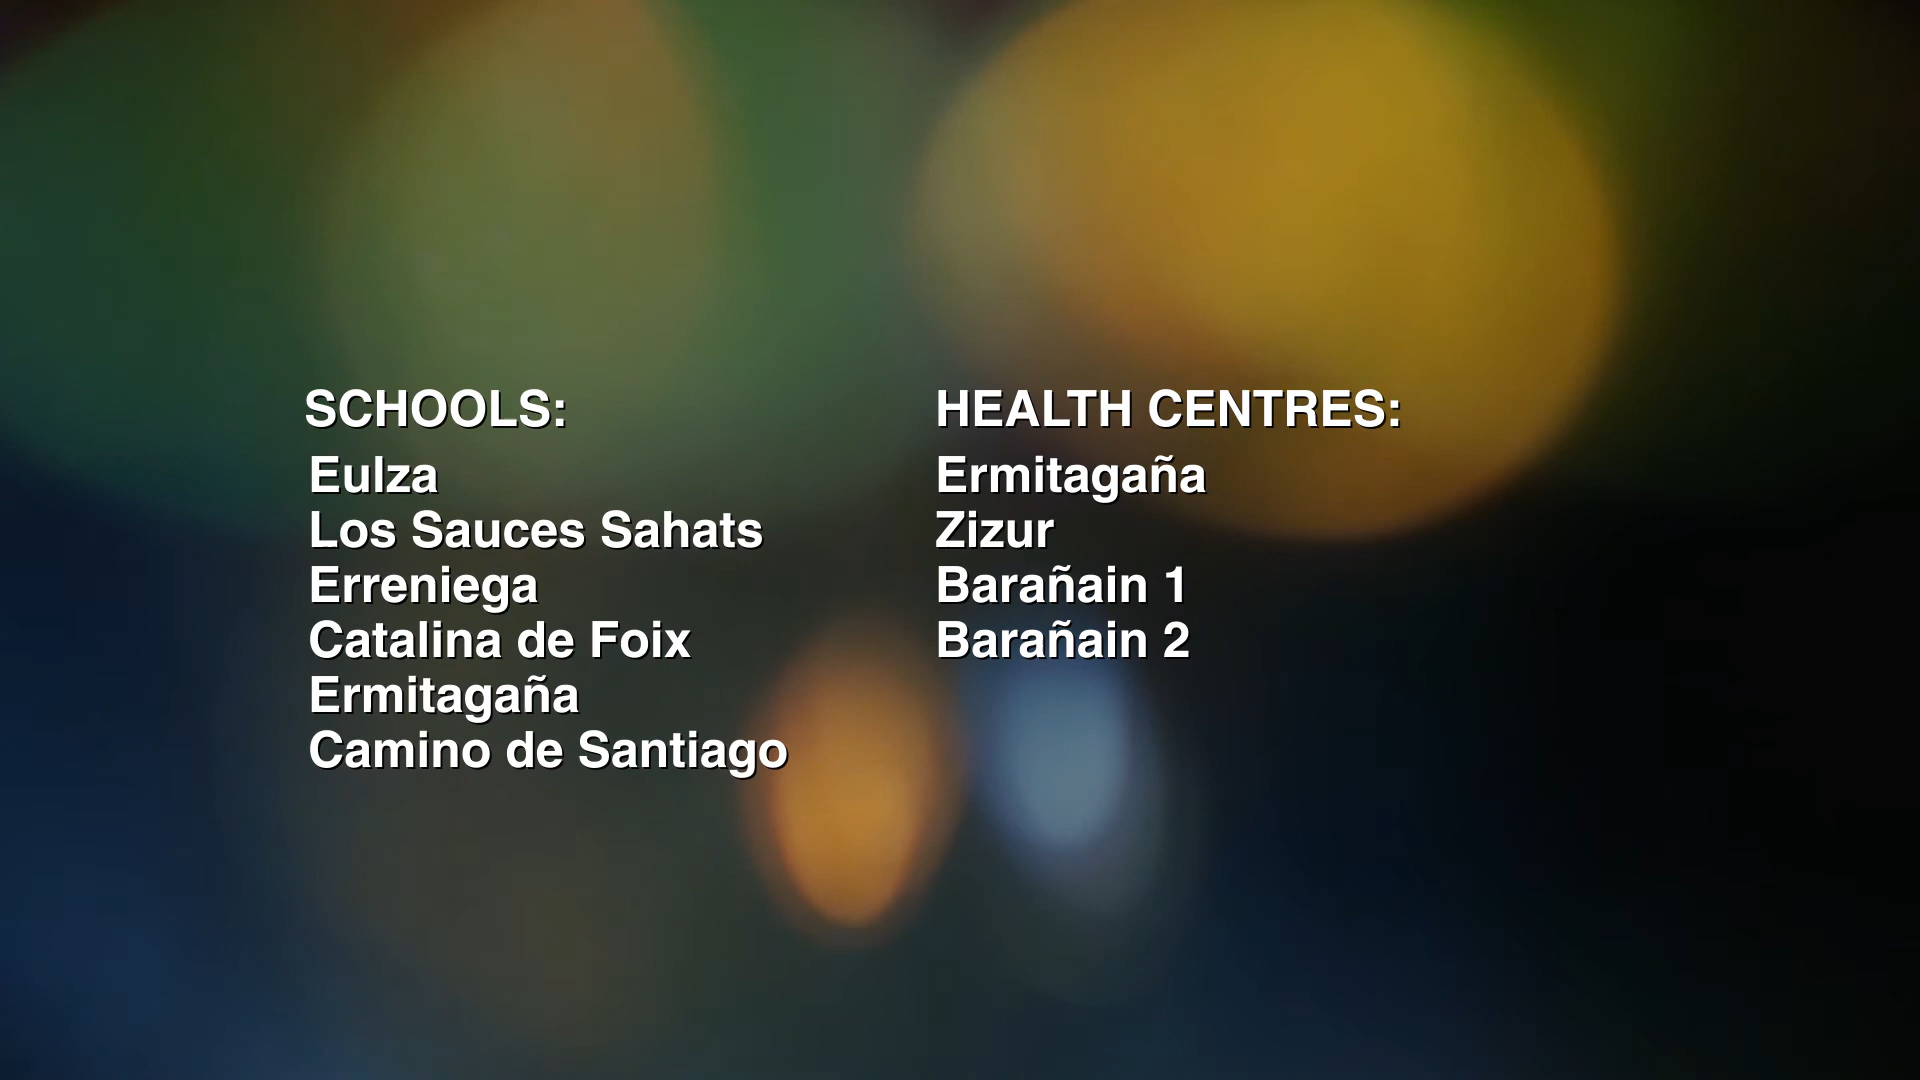 SCHOOLS:
Eulza
Los Sauces Sahats
Erreniega
Catalina de Foix
Ermitagaña
Camino de Santiago
HEALTH CENTRES:
Ermitagaña
Zizur
Barañain 1
Barañain 2